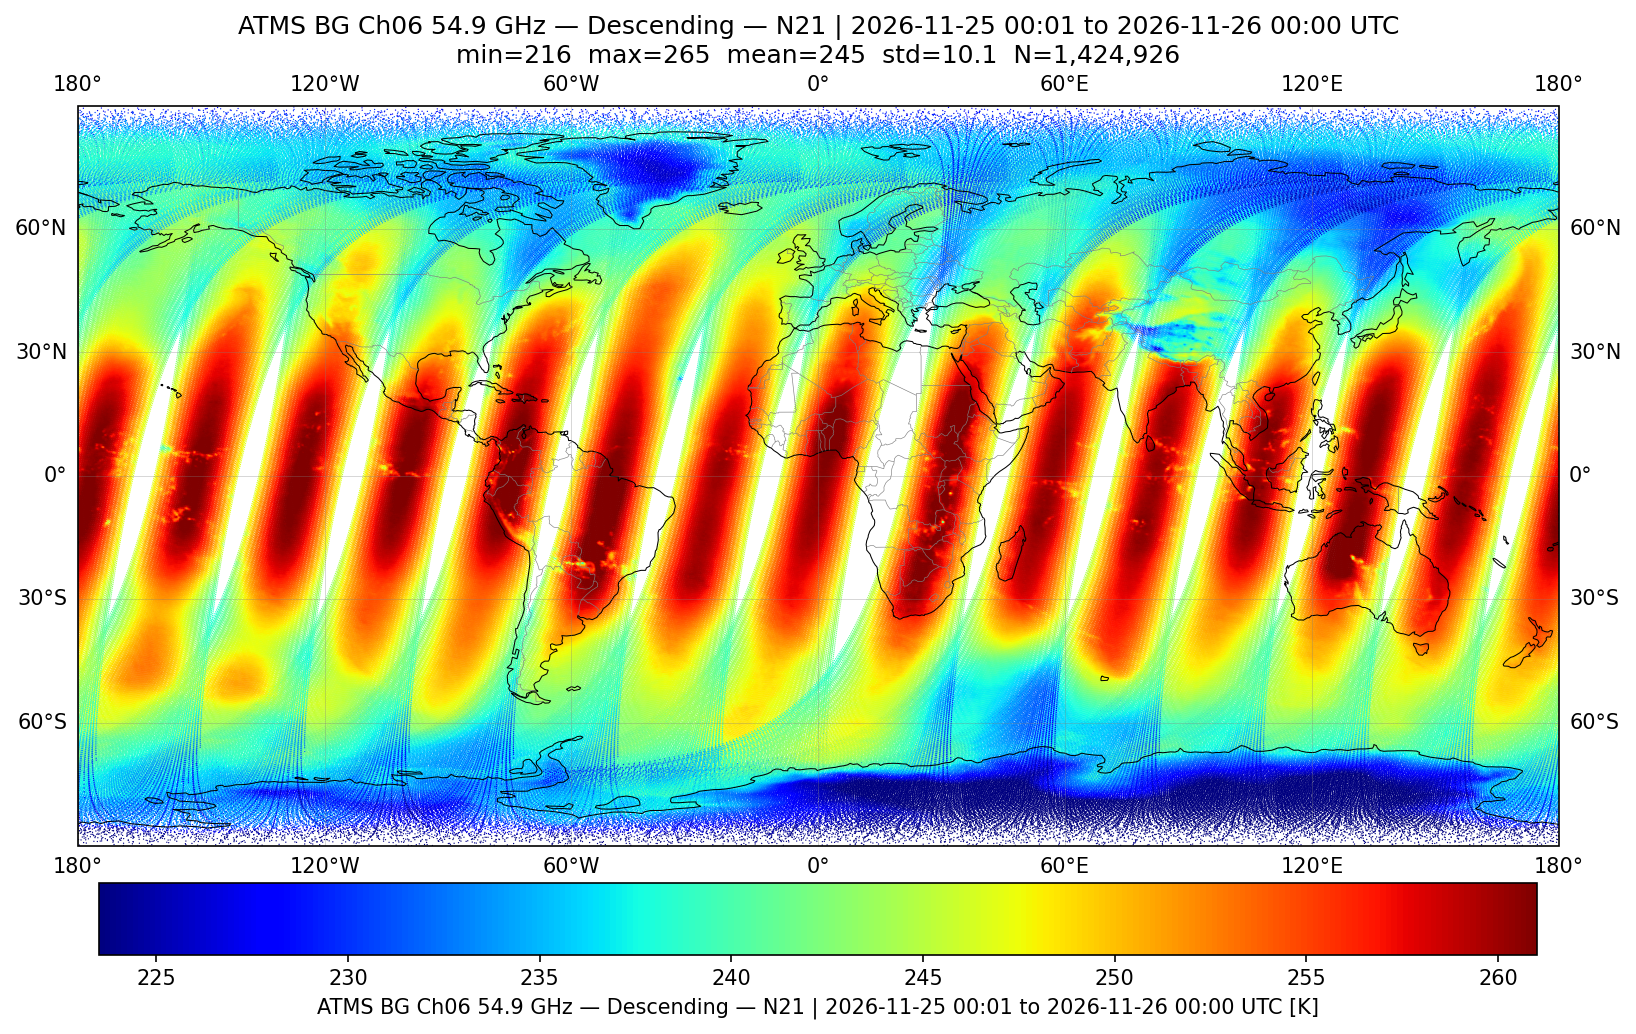 ATMS BG Ch06 54.9 GHz — Descending — N21 | 2026-11-25 00:01 to 2026-11-26 00:00 UTC
min=216 max=265 mean=245 std=10.1 N=1,424,926
180° 120°W 60°W 0° 60°E 120°E 180°
60°N 60°N
30°N 30°N
0° 0°
30°S 30°S
60°S 60°S
180° 120°W 60°W 0° 60°E 120°E 180°
225 230 235 240 245 250 255 260
ATMS BG Ch06 54.9 GHz — Descending — N21 | 2026-11-25 00:01 to 2026-11-26 00:00 UTC [K]